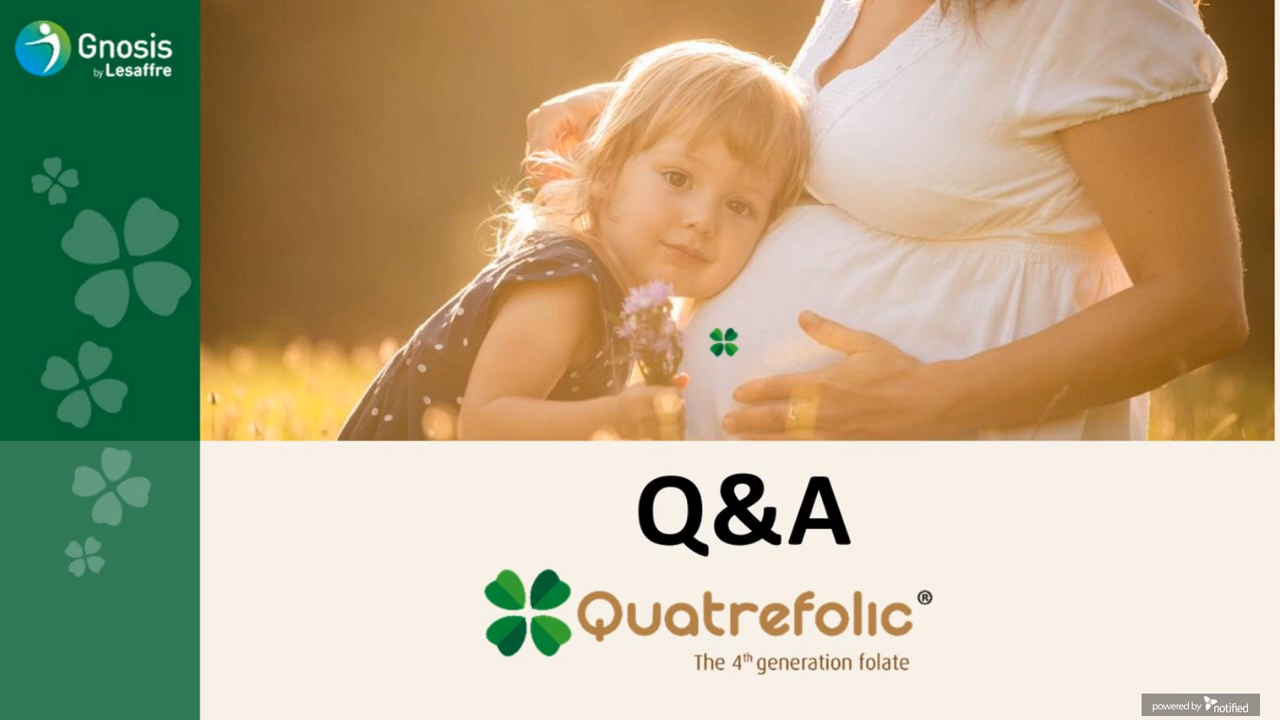 Gnosis
by Lesaffre
Q&A
Quatrefolic®
The 4th generation folate
powered by notified